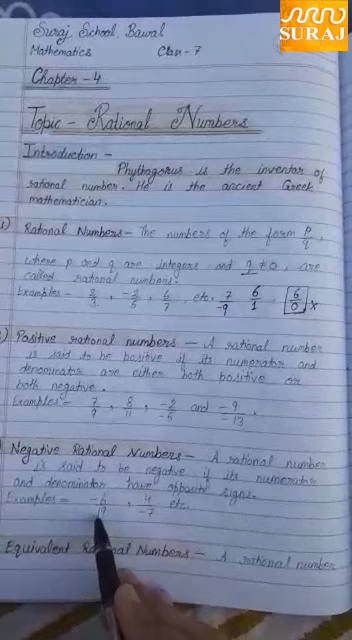 SURAJ
Suraj School, Bawal
Mathematics Class - 7
Chapter - 4
Topic - Rational Numbers
Introduction -
Phythagorus is the inventor of
rational number. He is the ancient Greek
mathematician.
Rational Numbers - The numbers of the form p/q,
where p and q are integers and q ≠ 0, are
called rational numbers.
Examples - 2/3, -3/5, 6/7, etc. 7/-9 6/1 6/0 x
Positive rational numbers - A rational number
is said to be positive if its numerator and
denominator are either both positive or
both negative.
Examples - 7/9, 8/11, -2/-5 and -9/-13.
Negative Rational Numbers - A rational number
is said to be negative if its numerator
and denominator have opposite signs.
Examples = -6/19, 4/-7 etc.
Equivalent Rational Numbers - A rational number